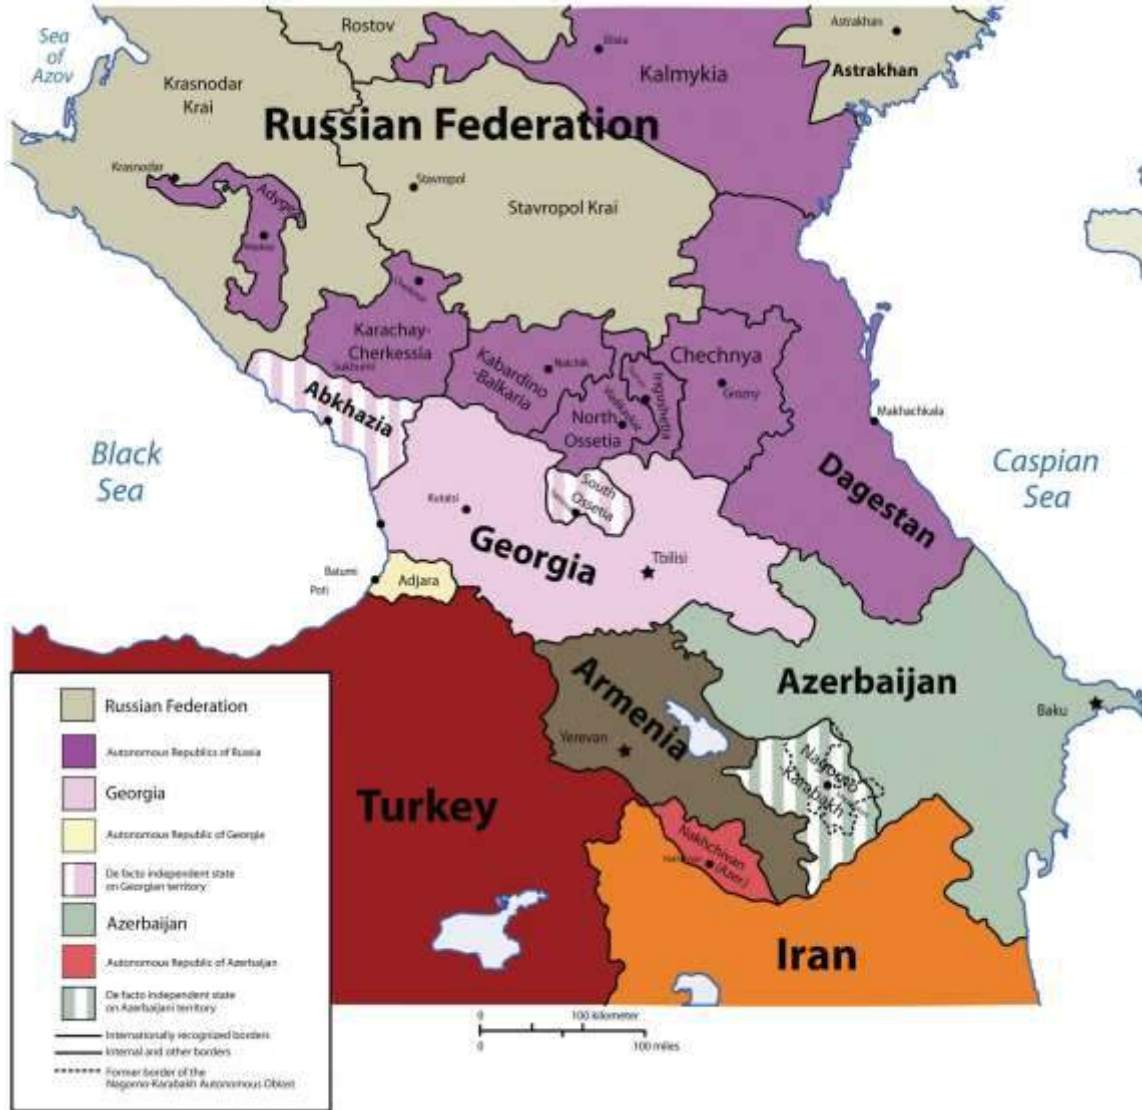 Sea
of
Azov
Rostov
Elista
Kalmykia
Astrakhan
Astrakhan
Krasnodar
Krai
Russian Federation
Krasnodar
Adygea
Stavropol
Stavropol Krai
Karachay-
Cherkessia
Sukhumi
Abkhazia
Kabardino
-Balkaria
Nalchik
Vladikavkaz
North
Ossetia
Ingushetia
Chechnya
Grozny
Makhachkala
Dagestan
Black
Sea
Caspian
Sea
Kutaisi
South
Ossetia
Georgia
Tbilisi
Batumi
Poti
Adjara
Armenia
Yerevan
Azerbaijan
Baku
Nagorno
-Karabakh
Nakhchivan
(Azer.)
Turkey
Iran
Russian Federation
Autonomous Republics of Russia
Georgia
Autonomous Republic of Georgia
De facto independent state
on Georgian territory
Azerbaijan
Autonomous Republic of Azerbaijan
De facto independent state
on Azerbaijani territory
Internationally recognized borders
Internal and other borders
Former border of the
Nagorno-Karabakh Autonomous Oblast
0 100 kilometer
0 100 miles